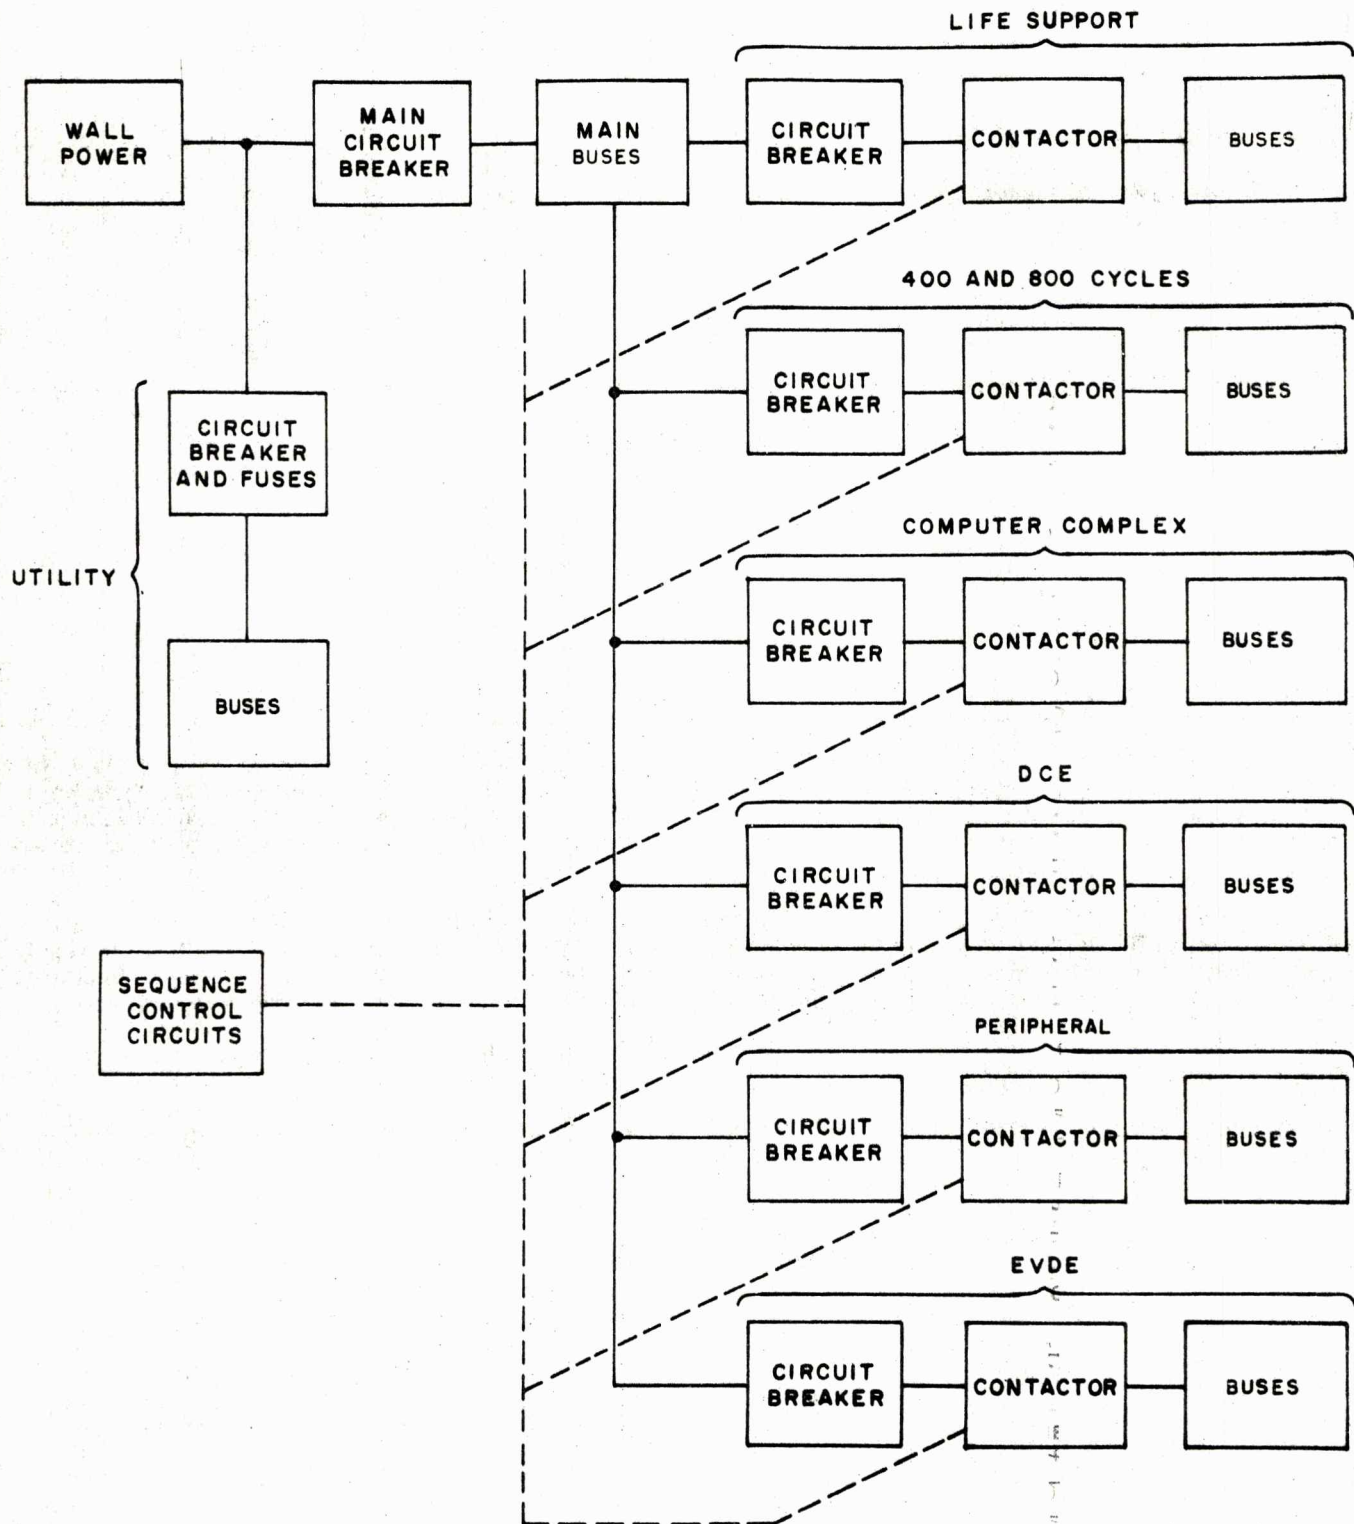 LIFE SUPPORT
WALL
POWER
MAIN
CIRCUIT
BREAKER
MAIN
BUSES
CIRCUIT
BREAKER
CONTACTOR
BUSES
400 AND 800 CYCLES
CIRCUIT
BREAKER
CONTACTOR
BUSES
CIRCUIT
BREAKER
AND FUSES
UTILITY
BUSES
COMPUTER COMPLEX
CIRCUIT
BREAKER
CONTACTOR
BUSES
DCE
CIRCUIT
BREAKER
CONTACTOR
BUSES
SEQUENCE
CONTROL
CIRCUITS
PERIPHERAL
CIRCUIT
BREAKER
CONTACTOR
BUSES
EVDE
CIRCUIT
BREAKER
CONTACTOR
BUSES